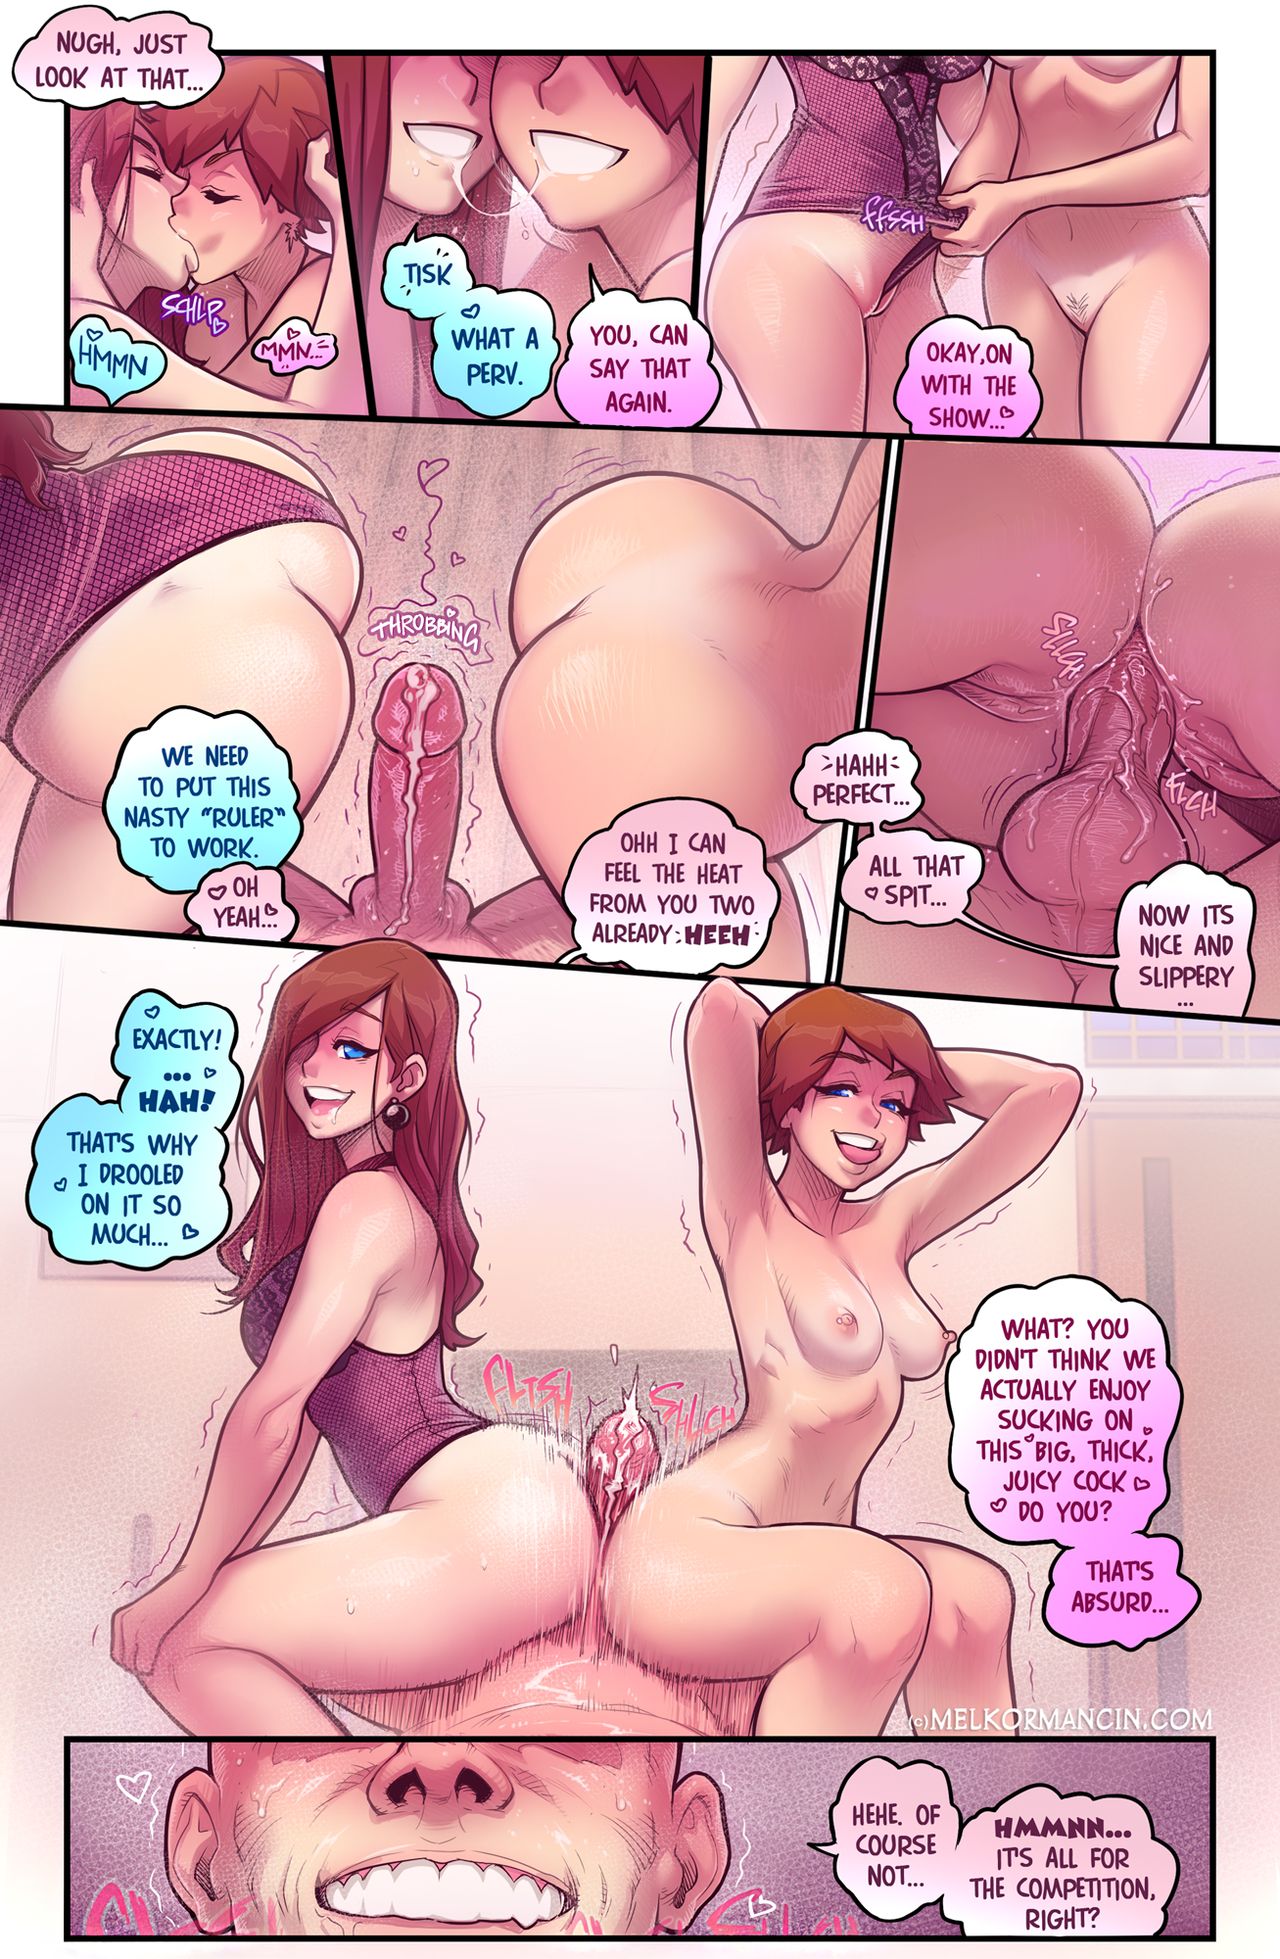 NUGH, JUST
LOOK AT THAT...
SCHLP
HMMN
MMN...
TISK
WHAT A
PERV.
YOU, CAN
SAY THAT
AGAIN.
FFSSH
OKAY,ON
WITH THE
SHOW...
THROBBING
WE NEED
TO PUT THIS
NASTY "RULER"
TO WORK.
OH
YEAH...
OHH I CAN
FEEL THE HEAT
FROM YOU TWO
ALREADY HEEH
SHLCH
HAHH
PERFECT...
FLCH
ALL THAT
SPIT...
NOW ITS
NICE AND
SLIPPERY
...
EXACTLY!
...
HAH!
THAT'S WHY
I DROOLED
ON IT SO
MUCH...
FLTSH
SHLCH
WHAT? YOU
DIDN'T THINK WE
ACTUALLY ENJOY
SUCKING ON
THIS BIG, THICK,
JUICY COCK
DO YOU?
THAT'S
ABSURD...
(C)MELKORMANCIN.COM
HEHE. OF
COURSE
NOT...
HMMNN...
IT'S ALL FOR
THE COMPETITION,
RIGHT?